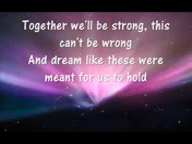 Together we'll be strong, this
can't be wrong
And dream like these were
meant for us to hold